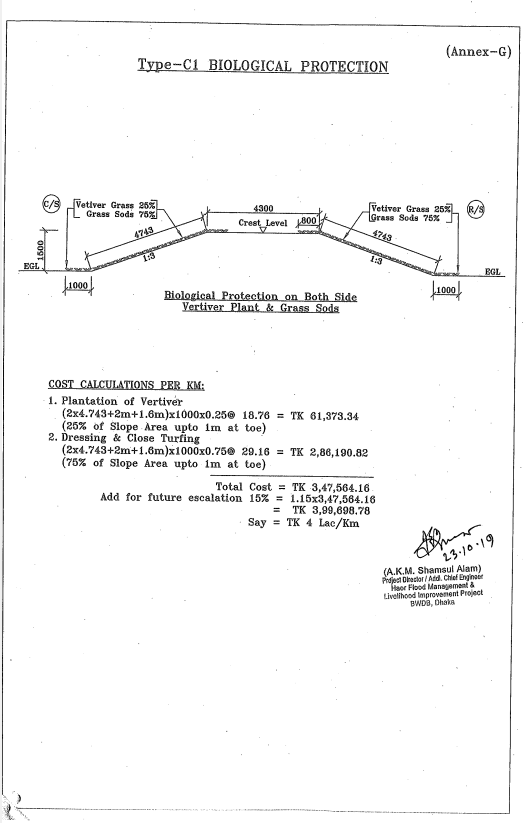 (Annex-G)
Type-C1 BIOLOGICAL PROTECTION
C/S
Vetiver Grass 25%
Grass Sods 75%
4300
Crest Level
800
Vetiver Grass 25%
Grass Sods 75%
R/S
4743
4743
1500
1:3
1:3
EGL
EGL
1000
1000
Biological Protection on Both Side
Vertiver Plant & Grass Sods
COST CALCULATIONS PER KM:
1. Plantation of Vertiver
(2x4.743+2m+1.6m)x1000x0.25@ 18.76 = TK 61,373.34
(25% of Slope Area upto 1m at toe)
2. Dressing & Close Turfing
(2x4.743+2m+1.6m)x1000x0.75@ 29.16 = TK 2,86,190.82
(75% of Slope Area upto 1m at toe)
Total Cost = TK 3,47,564.16
Add for future escalation 15% = 1.15x3,47,564.16
= TK 3,99,698.78
Say = TK 4 Lac/Km
23.10.19
(A.K.M. Shamsul Alam)
Project Director / Addl. Chief Engineer
Haor Flood Management &
Livelihood Improvement Project
BWDB, Dhaka